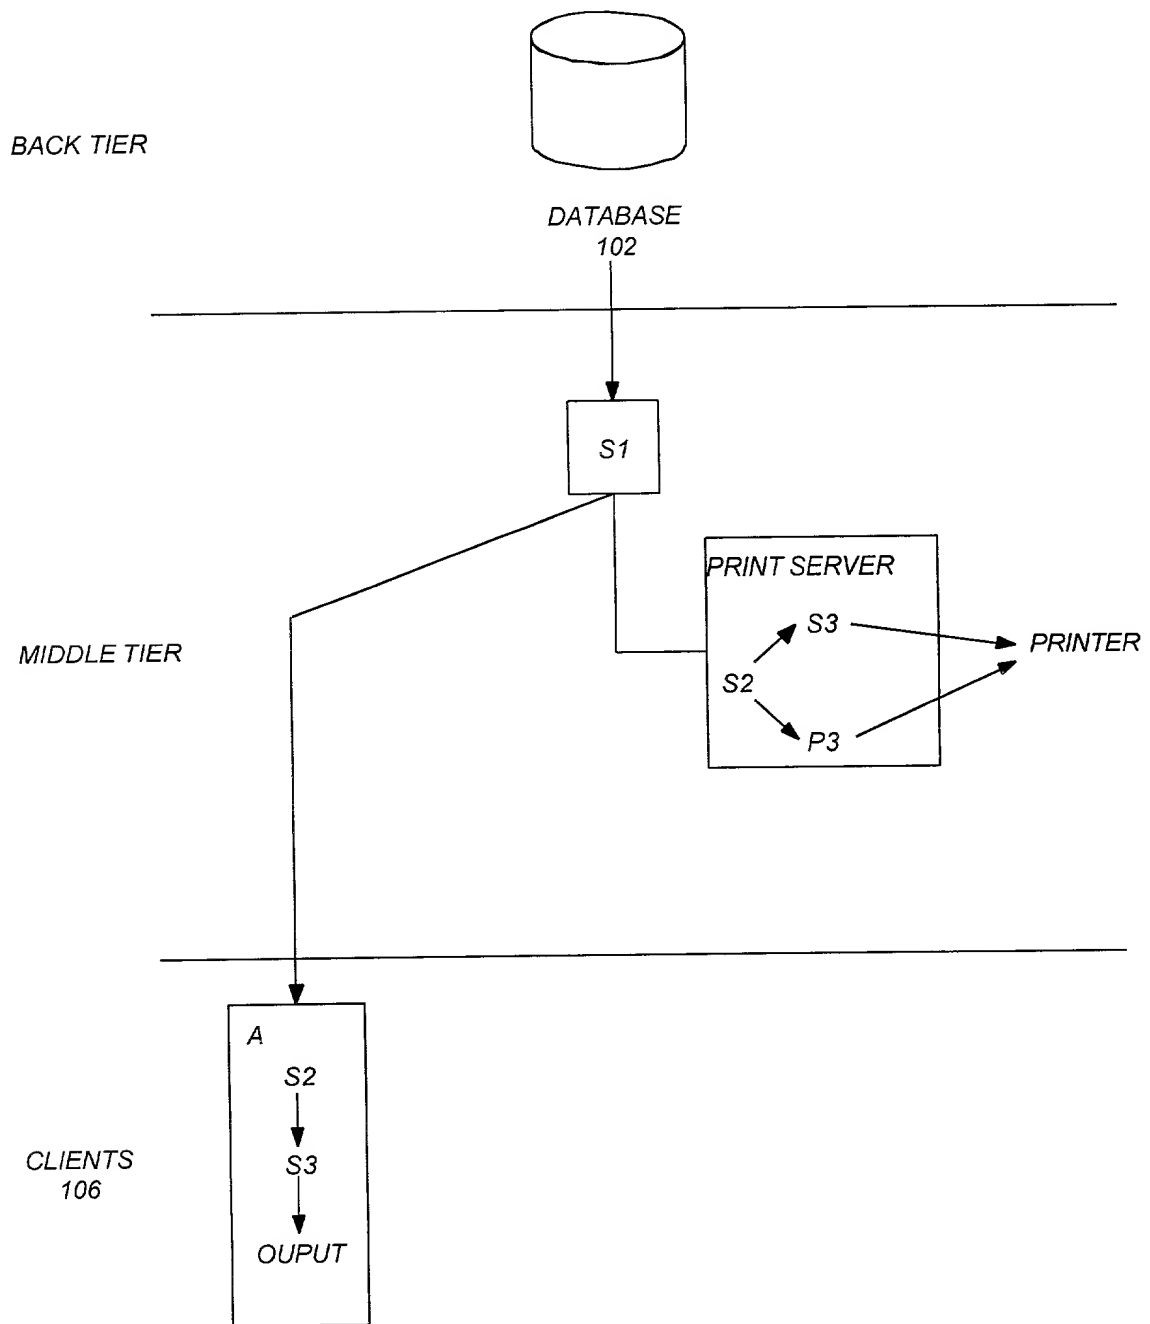 BACK TIER
DATABASE
102
S1
PRINT SERVER
S3
PRINTER
MIDDLE TIER
S2
P3
A
S2
S3
CLIENTS
106
OUPUT